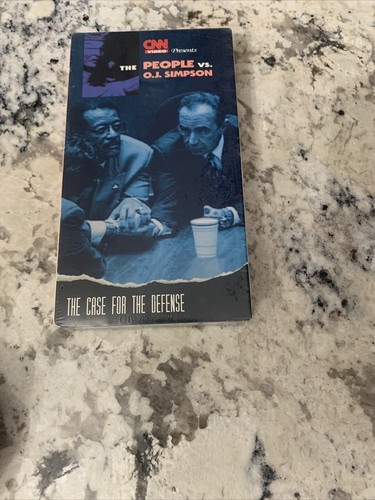 CNN
VIDEO Presents
THE PEOPLE VS.
O.J. SIMPSON
THE CASE FOR THE DEFENSE